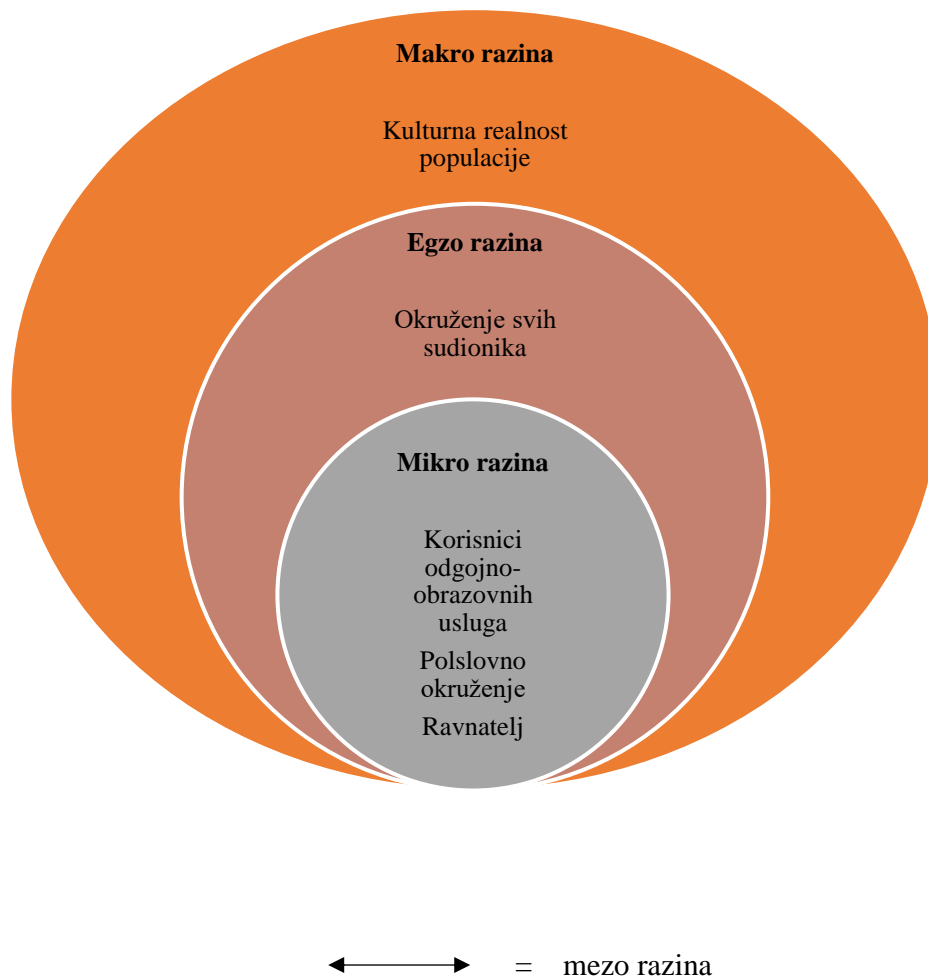 Makro razina
Kulturna realnost
populacije
Egzo razina
Okruženje svih
sudionika
Mikro razina
Korisnici
odgojno-
obrazovnih
usluga
Polslovno
okruženje
Ravnatelj
= mezo razina